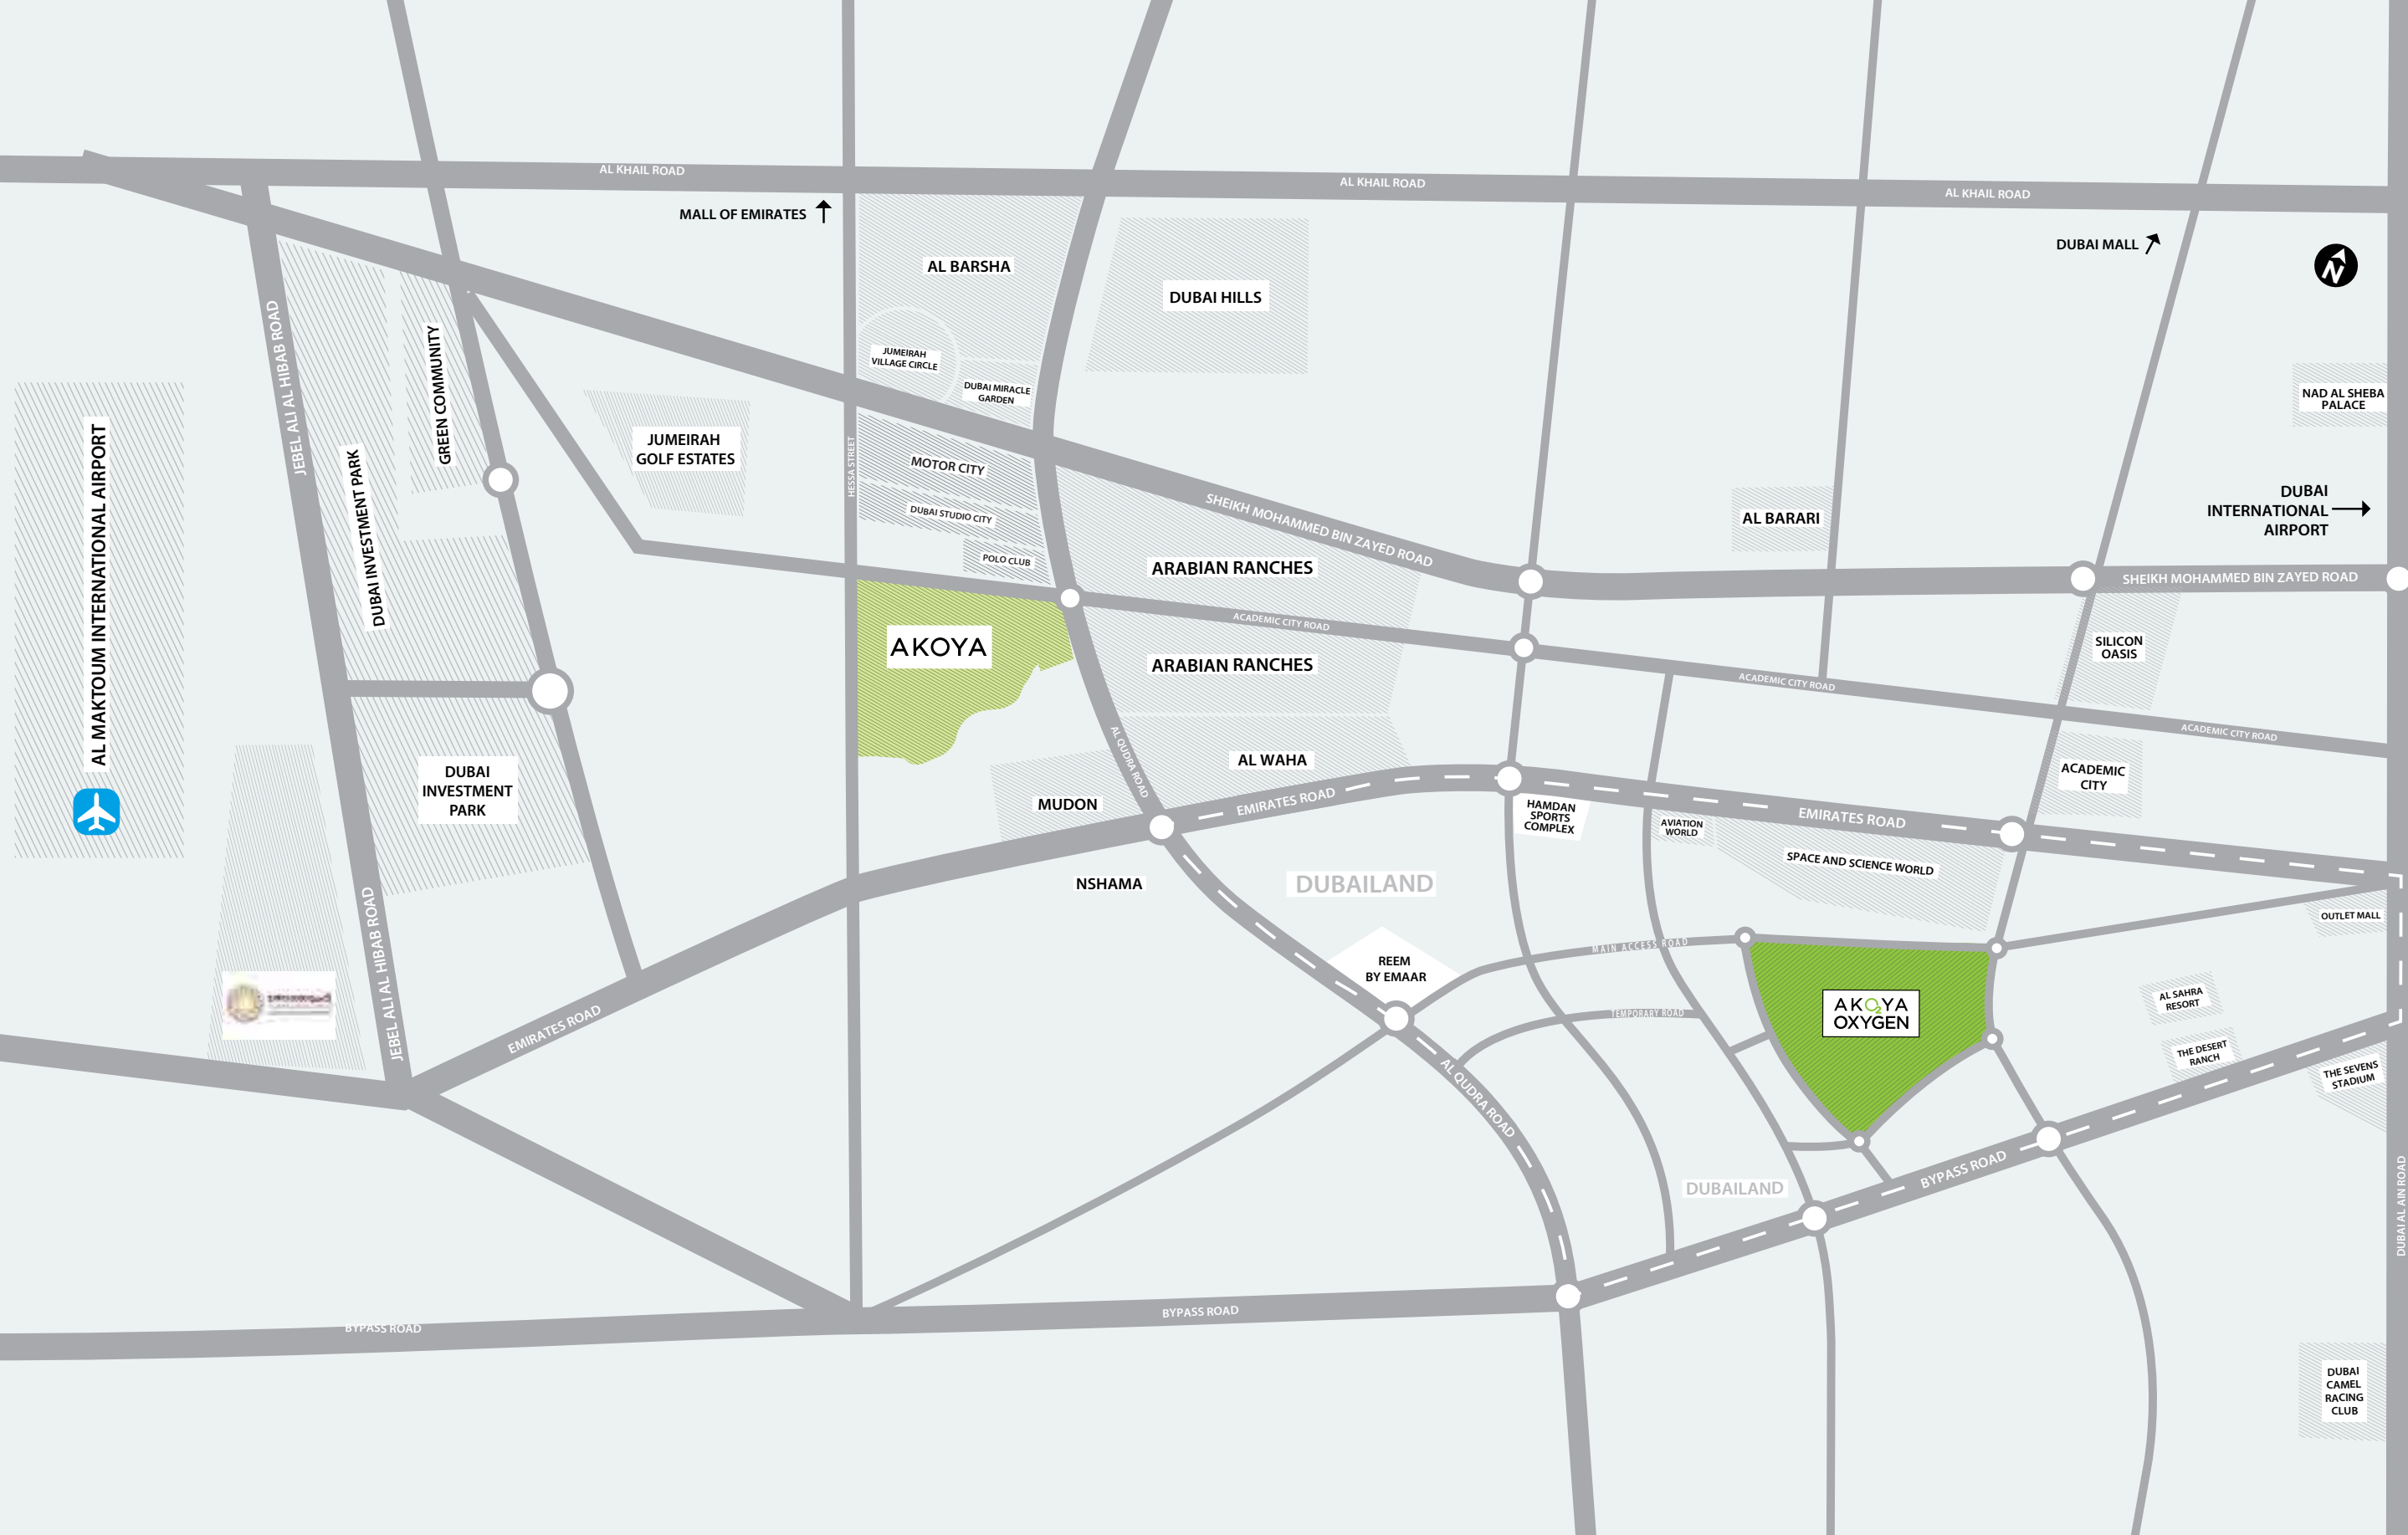 AL KHAIL ROAD
AL KHAIL ROAD
AL KHAIL ROAD
MALL OF EMIRATES
DUBAI MALL
N
AL BARSHA
DUBAI HILLS
JUMEIRAH
VILLAGE CIRCLE
DUBAI MIRACLE
GARDEN
NAD AL SHEBA
PALACE
JEBEL ALI AL HIBAB ROAD
GREEN COMMUNITY
JUMEIRAH
GOLF ESTATES
HESSA STREET
MOTOR CITY
DUBAI STUDIO CITY
POLO CLUB
SHEIKH MOHAMMED BIN ZAYED ROAD
AL BARARI
DUBAI
INTERNATIONAL
AIRPORT
AL MAKTOUM INTERNATIONAL AIRPORT
DUBAI INVESTMENT PARK
ARABIAN RANCHES
SHEIKH MOHAMMED BIN ZAYED ROAD
ACADEMIC CITY ROAD
AKOYA
ARABIAN RANCHES
SILICON
OASIS
ACADEMIC CITY ROAD
ACADEMIC CITY ROAD
AL QUDRA ROAD
AL WAHA
DUBAI
INVESTMENT
PARK
MUDON
EMIRATES ROAD
HAMDAN
SPORTS
COMPLEX
AVIATION
WORLD
EMIRATES ROAD
ACADEMIC
CITY
SPACE AND SCIENCE WORLD
NSHAMA
DUBAILAND
OUTLET MALL
JEBEL ALI AL HIBAB ROAD
MAIN ACCESS ROAD
REEM
BY EMAAR
EMIRATES ROAD
TEMPORARY ROAD
AKO2YA
OXYGEN
AL SAHRA
RESORT
THE DESERT
RANCH
THE SEVENS
STADIUM
AL QUDRA ROAD
DUBAILAND
BYPASS ROAD
DUBAI AL AIN ROAD
BYPASS ROAD
BYPASS ROAD
DUBAI
CAMEL
RACING
CLUB